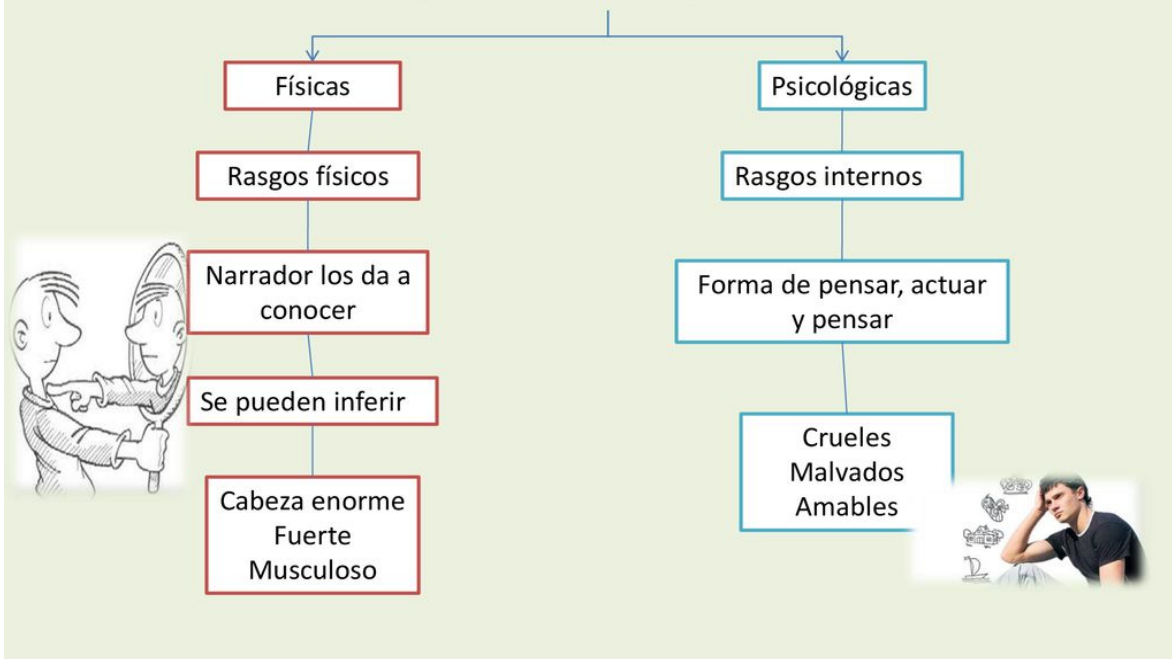 Físicas
Rasgos físicos
Narrador los da a
conocer
Se pueden inferir
Cabeza enorme
Fuerte
Musculoso
Psicológicas
Rasgos internos
Forma de pensar, actuar
y pensar
Crueles
Malvados
Amables